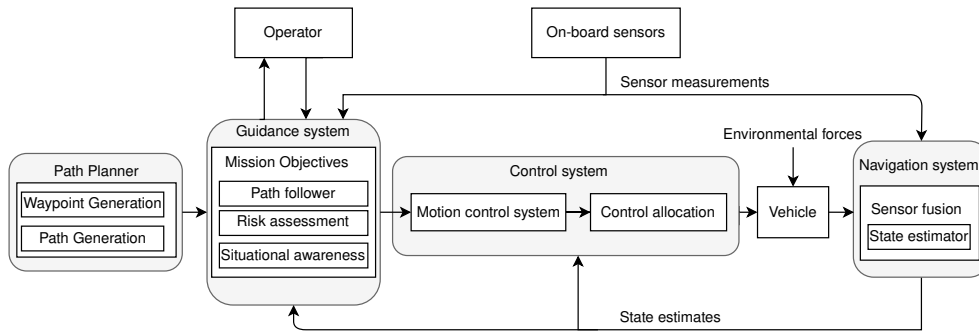 Operator
On-board sensors
Sensor measurements
Guidance system
Environmental forces
Path Planner
Mission Objectives
Control system
Navigation system
Waypoint Generation
Path follower
Motion control system
Control allocation
Vehicle
Sensor fusion
Risk assessment
Path Generation
State estimator
Situational awareness
State estimates